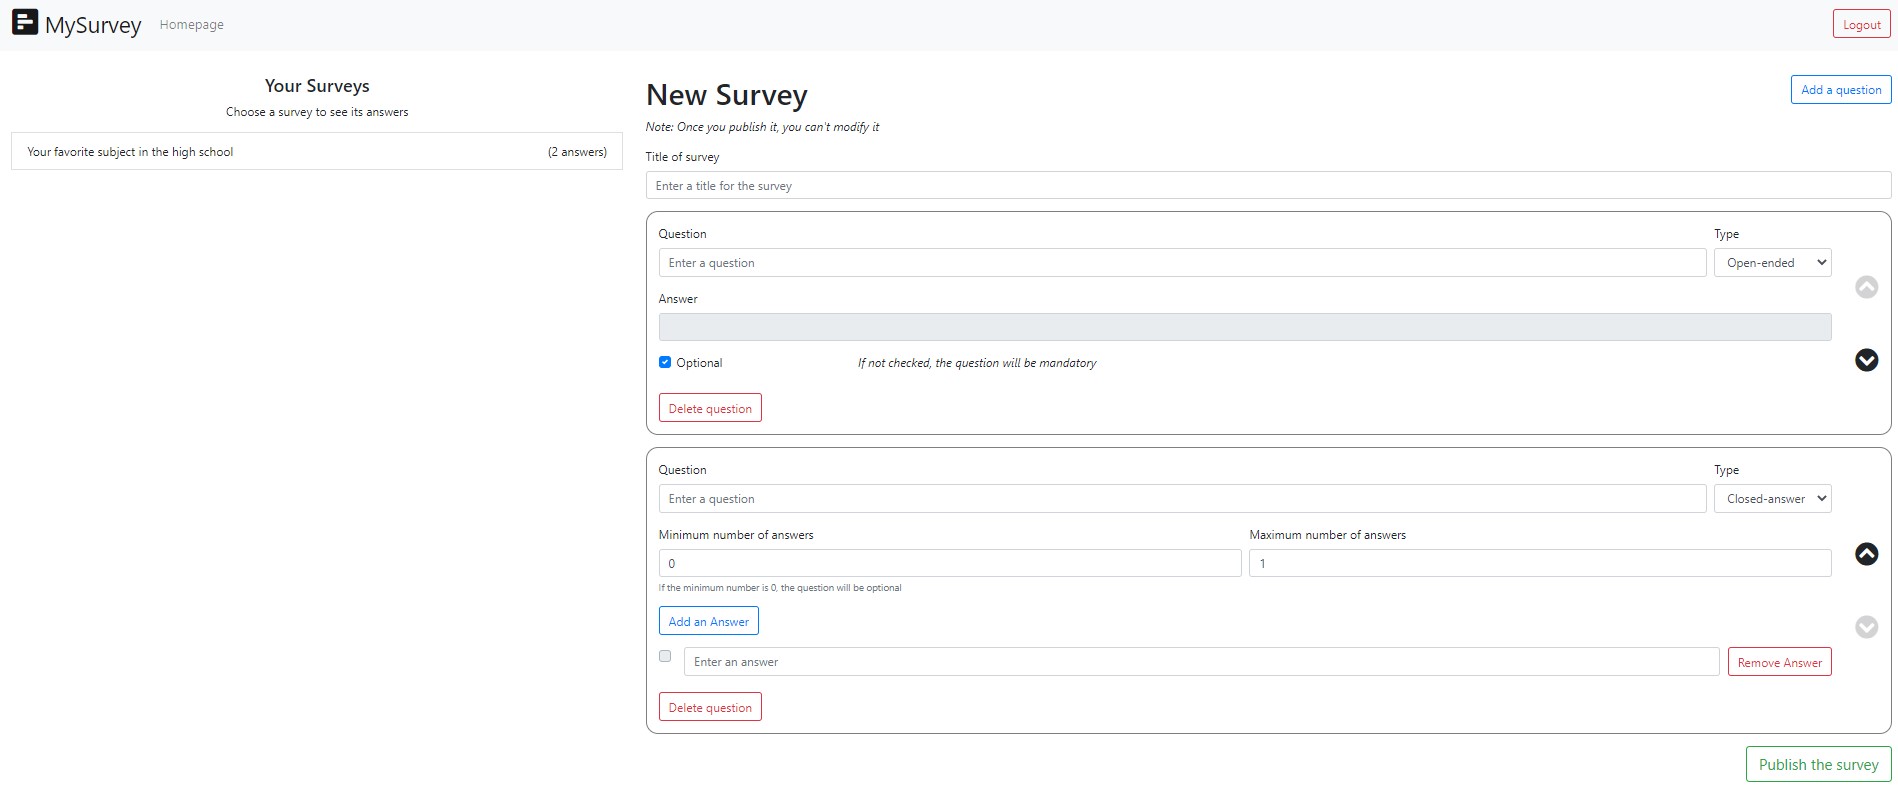 MySurvey Homepage Logout
Your Surveys
Choose a survey to see its answers
Your favorite subject in the high school (2 answers)
New Survey Add a question
Note: Once you publish it, you can't modify it
Title of survey
Enter a title for the survey
Question Type
Enter a question Open-ended
Answer
Optional If not checked, the question will be mandatory
Delete question
Question Type
Enter a question Closed-answer
Minimum number of answers Maximum number of answers
0 1
If the minimum number is 0, the question will be optional
Add an Answer
Enter an answer Remove Answer
Delete question
Publish the survey